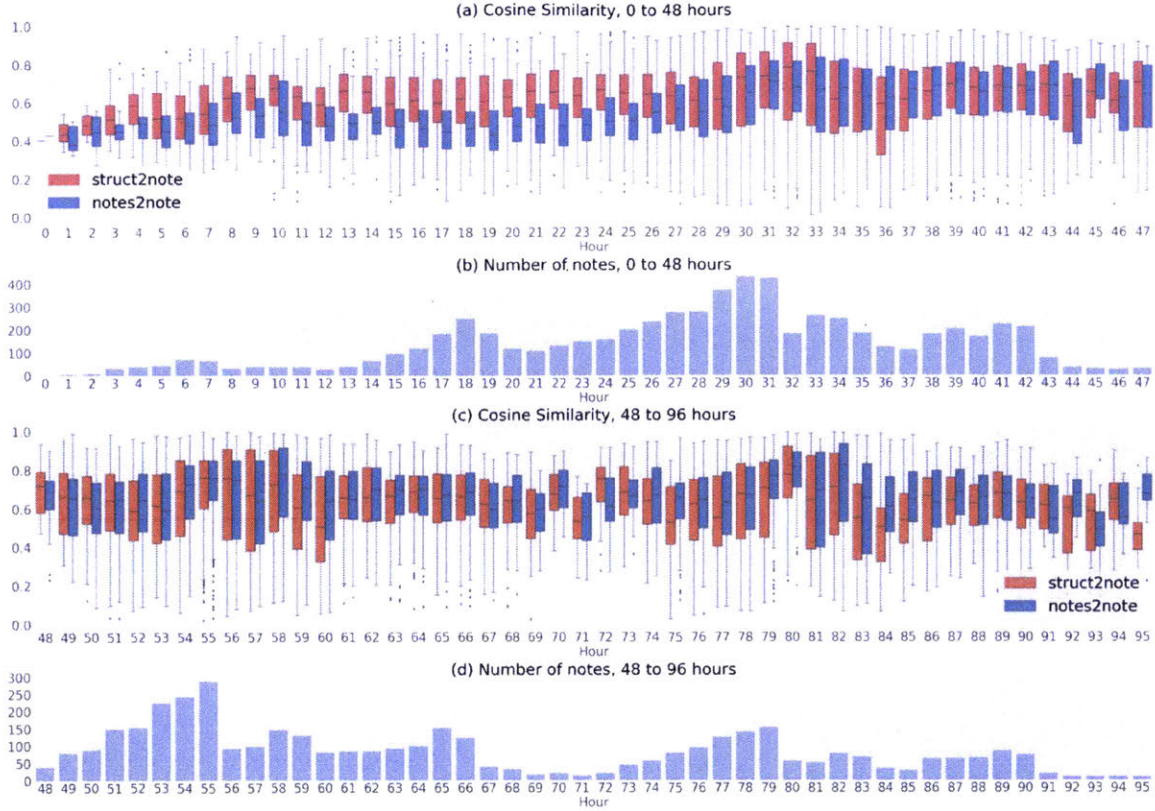 (a) Cosine Similarity, 0 to 48 hours
1.0
0.8
0.6
0.4
0.2
0.0
struct2note
notes2note
0 1 2 3 4 5 6 7 8 9 10 11 12 13 14 15 16 17 18 19 20 21 22 23 24 25 26 27 28 29 30 31 32 33 34 35 36 37 38 39 40 41 42 43 44 45 46 47
Hour
(b) Number of notes, 0 to 48 hours
400
300
200
100
0
0 1 2 3 4 5 6 7 8 9 10 11 12 13 14 15 16 17 18 19 20 21 22 23 24 25 26 27 28 29 30 31 32 33 34 35 36 37 38 39 40 41 42 43 44 45 46 47
Hour
(c) Cosine Similarity, 48 to 96 hours
1.0
0.8
0.6
0.4
0.2
0.0
struct2note
notes2note
48 49 50 51 52 53 54 55 56 57 58 59 60 61 62 63 64 65 66 67 68 69 70 71 72 73 74 75 76 77 78 79 80 81 82 83 84 85 86 87 88 89 90 91 92 93 94 95
Hour
(d) Number of notes, 48 to 96 hours
300
250
200
150
100
50
0
48 49 50 51 52 53 54 55 56 57 58 59 60 61 62 63 64 65 66 67 68 69 70 71 72 73 74 75 76 77 78 79 80 81 82 83 84 85 86 87 88 89 90 91 92 93 94 95
Hour